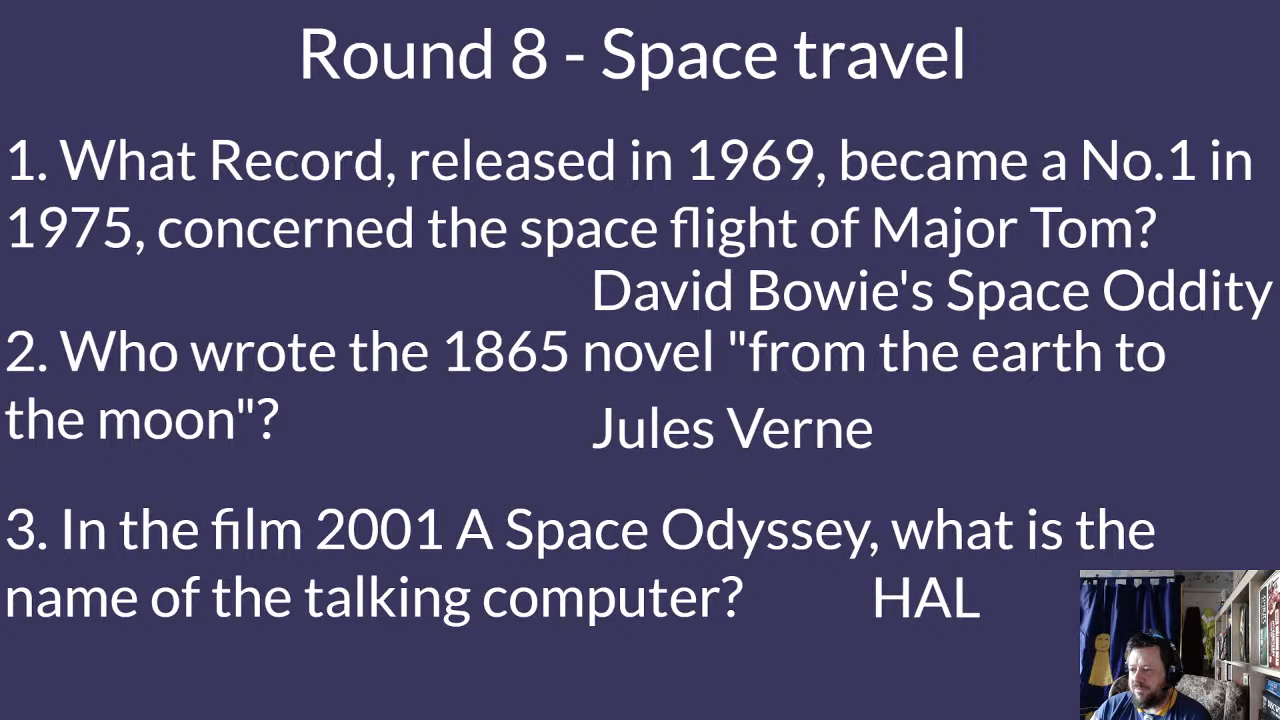 Round 8 - Space travel
1. What Record, released in 1969, became a No.1 in
1975, concerned the space flight of Major Tom?
David Bowie's Space Oddity
2. Who wrote the 1865 novel "from the earth to
the moon"?
Jules Verne
3. In the film 2001 A Space Odyssey, what is the
name of the talking computer?
HAL